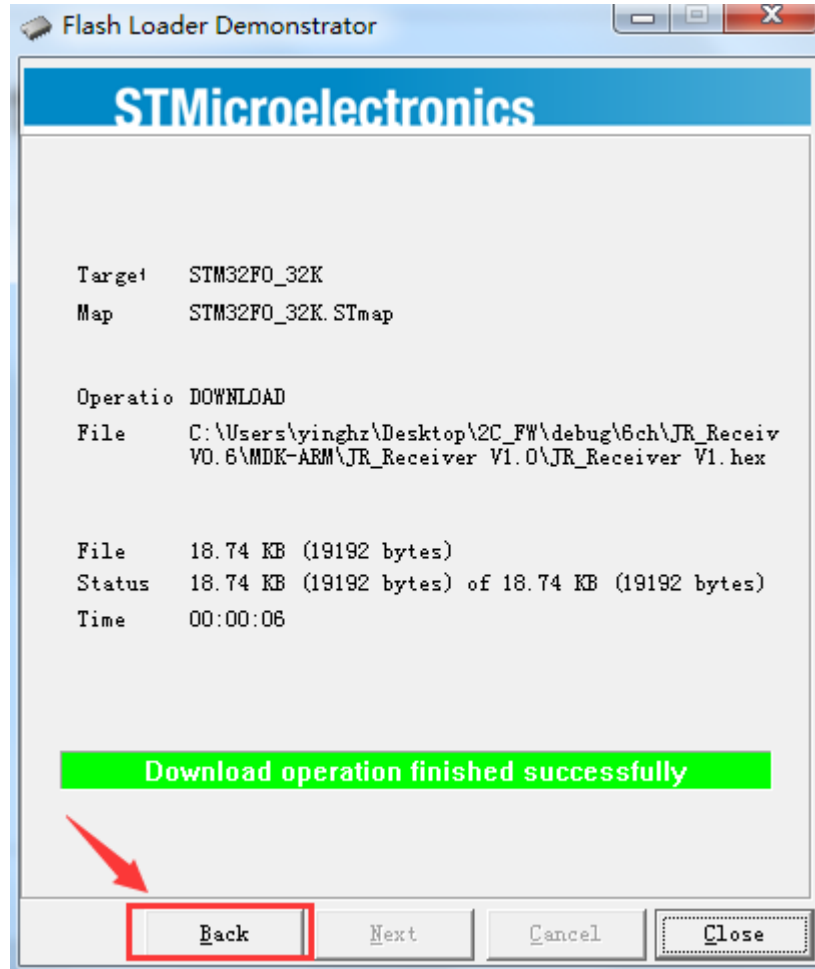 Flash Loader Demonstrator
STMicroelectronics
Target STM32F0_32K
Map STM32F0_32K.STmap
Operatio DOWNLOAD
File C:\Users\yinghz\Desktop\2C_FW\debug\6ch\JR_Receiv
V0.6\MDK-ARM\JR_Receiver V1.0\JR_Receiver V1.hex
File 18.74 KB (19192 bytes)
Status 18.74 KB (19192 bytes) of 18.74 KB (19192 bytes)
Time 00:00:06
Download operation finished successfully
Back Next Cancel Close